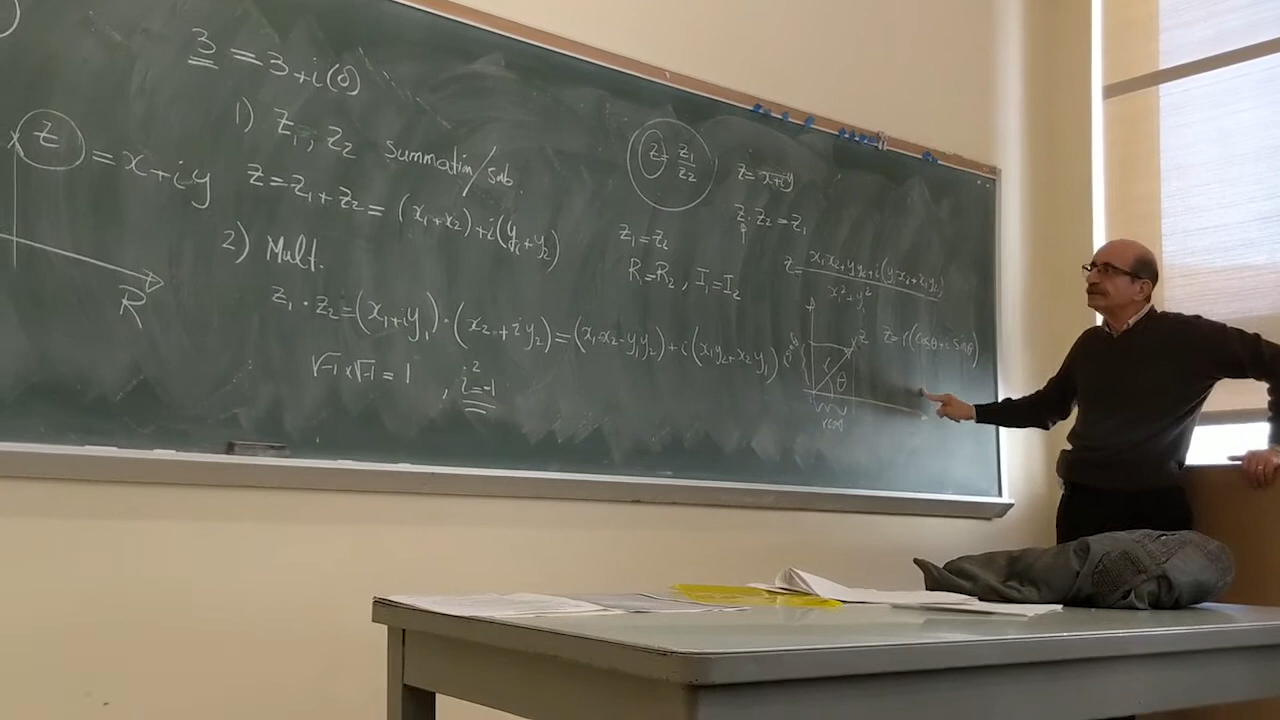 3 = 3+i(0)
1) Z₁, Z₂ Summation/sub.
Z = x+iy
Z = Z₁+Z₂ = (x₁+x₂)+i(y₁+y₂)
2) Mult.
R
Z₁·Z₂=(x₁+iy₁)·(x₂+iy₂)=(x₁x₂-y₁y₂)+i(x₁y₂+x₂y₁)
√-1 x√-1 = 1 , i²=-1
Z=Z₁/Z₂
Z= x+iy
Z·Z₂=Z₁
Z₁=Z₂
R₁=R₂, I₁=I₂
r
θ
Z
Z=r(cosθ+i sinθ)